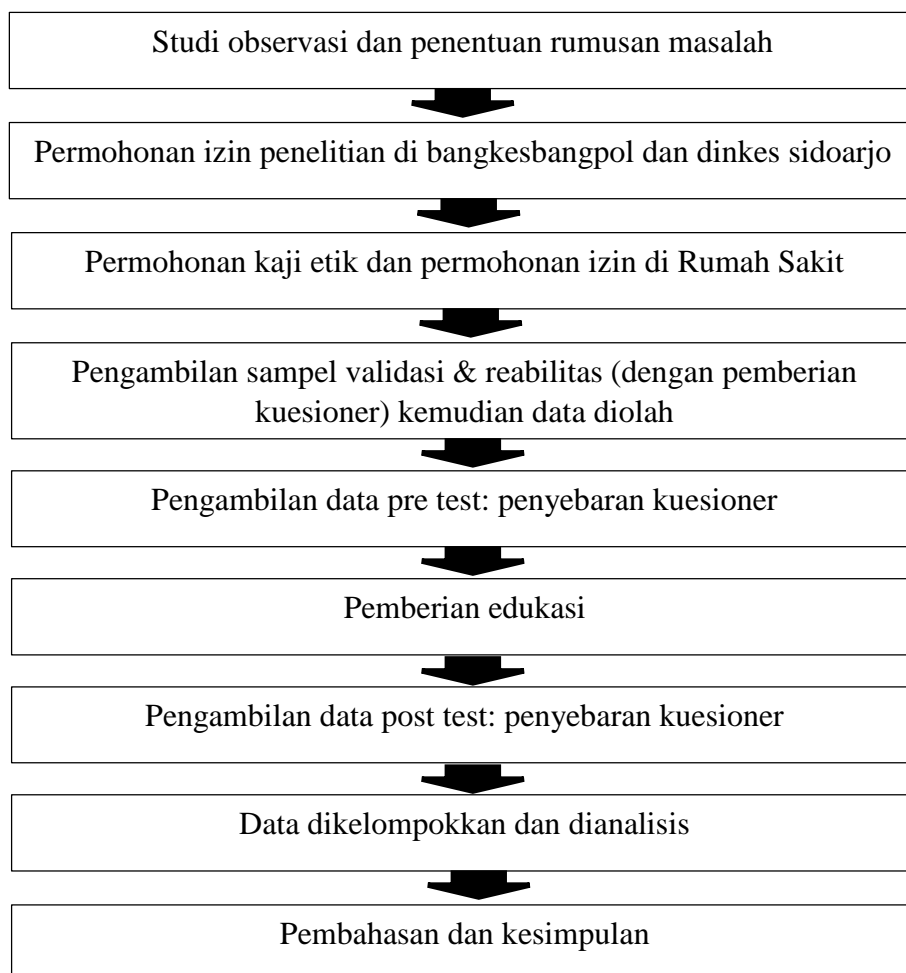 Studi observasi dan penentuan rumusan masalah
Permohonan izin penelitian di bangkesbangpol dan dinkes sidoarjo
Permohonan kaji etik dan permohonan izin di Rumah Sakit
Pengambilan sampel validasi & reabilitas (dengan pemberian
kuesioner) kemudian data diolah
Pengambilan data pre test: penyebaran kuesioner
Pemberian edukasi
Pengambilan data post test: penyebaran kuesioner
Data dikelompokkan dan dianalisis
Pembahasan dan kesimpulan